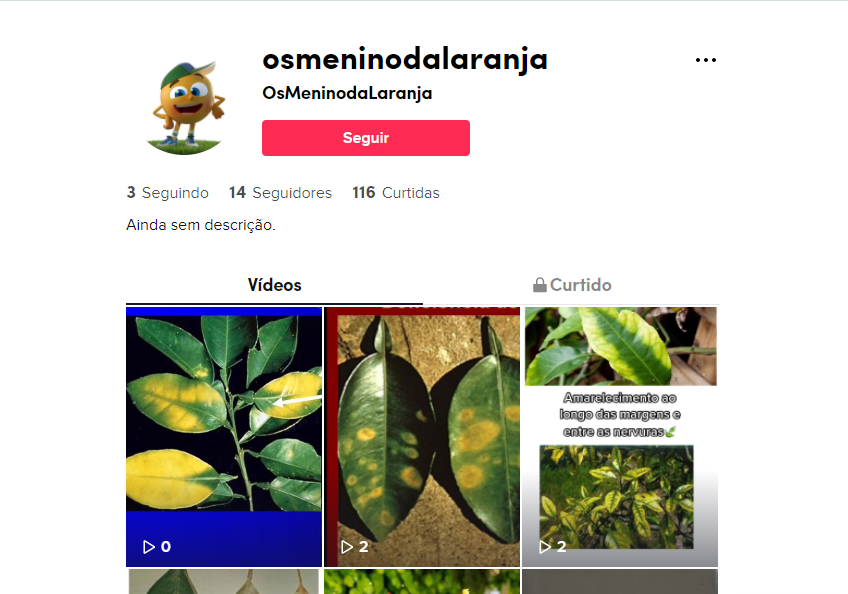 osmeninodalaranja
OsMeninodaLaranja
Seguir
3 Seguindo 14 Seguidores 116 Curtidas
Ainda sem descrição.
Vídeos
Curtido
Amarelecimento ao
longo das margens e
entre as nervuras🌿
0
2
2